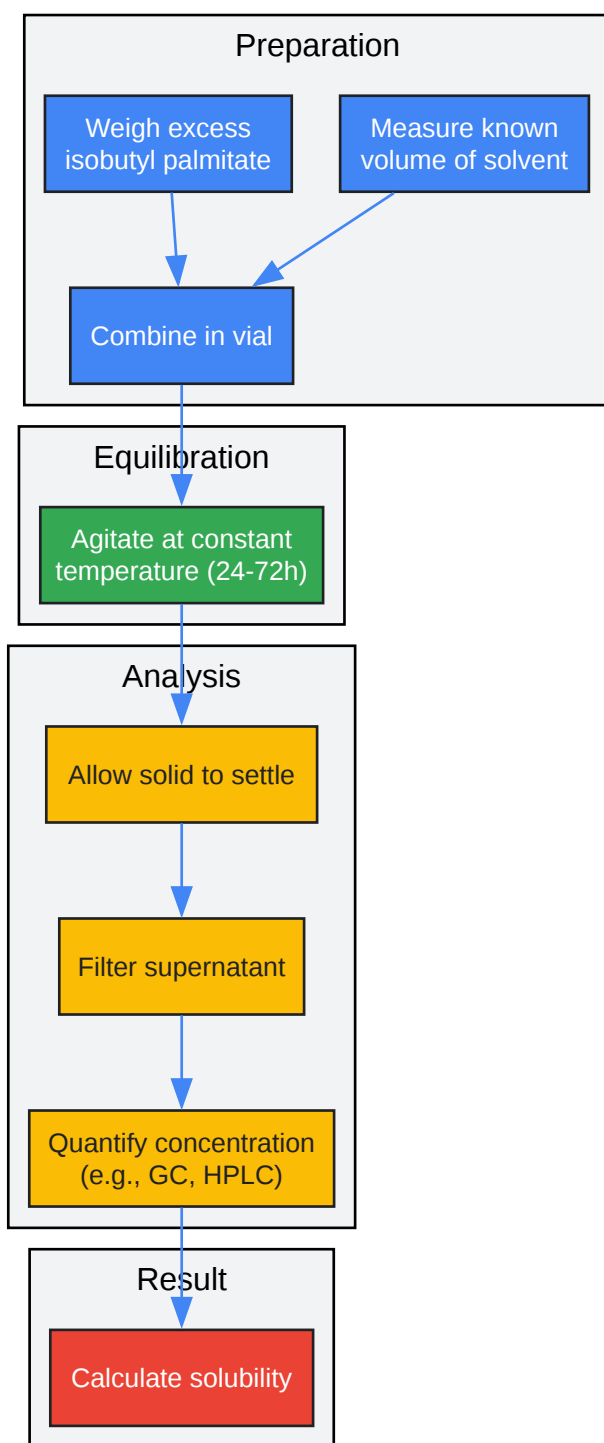 Preparation
Weigh excess
isobutyl palmitate
Measure known
volume of solvent
Combine in vial
Equilibration
Agitate at constant
temperature (24-72h)
Analysis
Allow solid to settle
Filter supernatant
Quantify concentration
(e.g., GC, HPLC)
Result
Calculate solubility